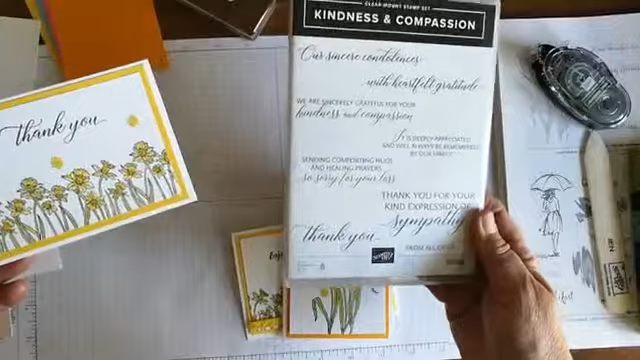 CLEAR-MOUNT STAMP SET
KINDNESS & COMPASSION
Our sincere condolences
with heartfelt gratitude
WE ARE SINCERELY GRATEFUL FOR YOUR
kindness and compassion
IS DEEPLY APPRECIATED
AND WILL ALWAYS BE REMEMBERED
BY OUR FAMILY
SENDING COMFORTING HUGS
AND HEALING PRAYERS
so sorry for your loss
THANK YOU FOR YOUR
KIND EXPRESSION OF
sympathy
thank you
FROM ALL OF US
thank you